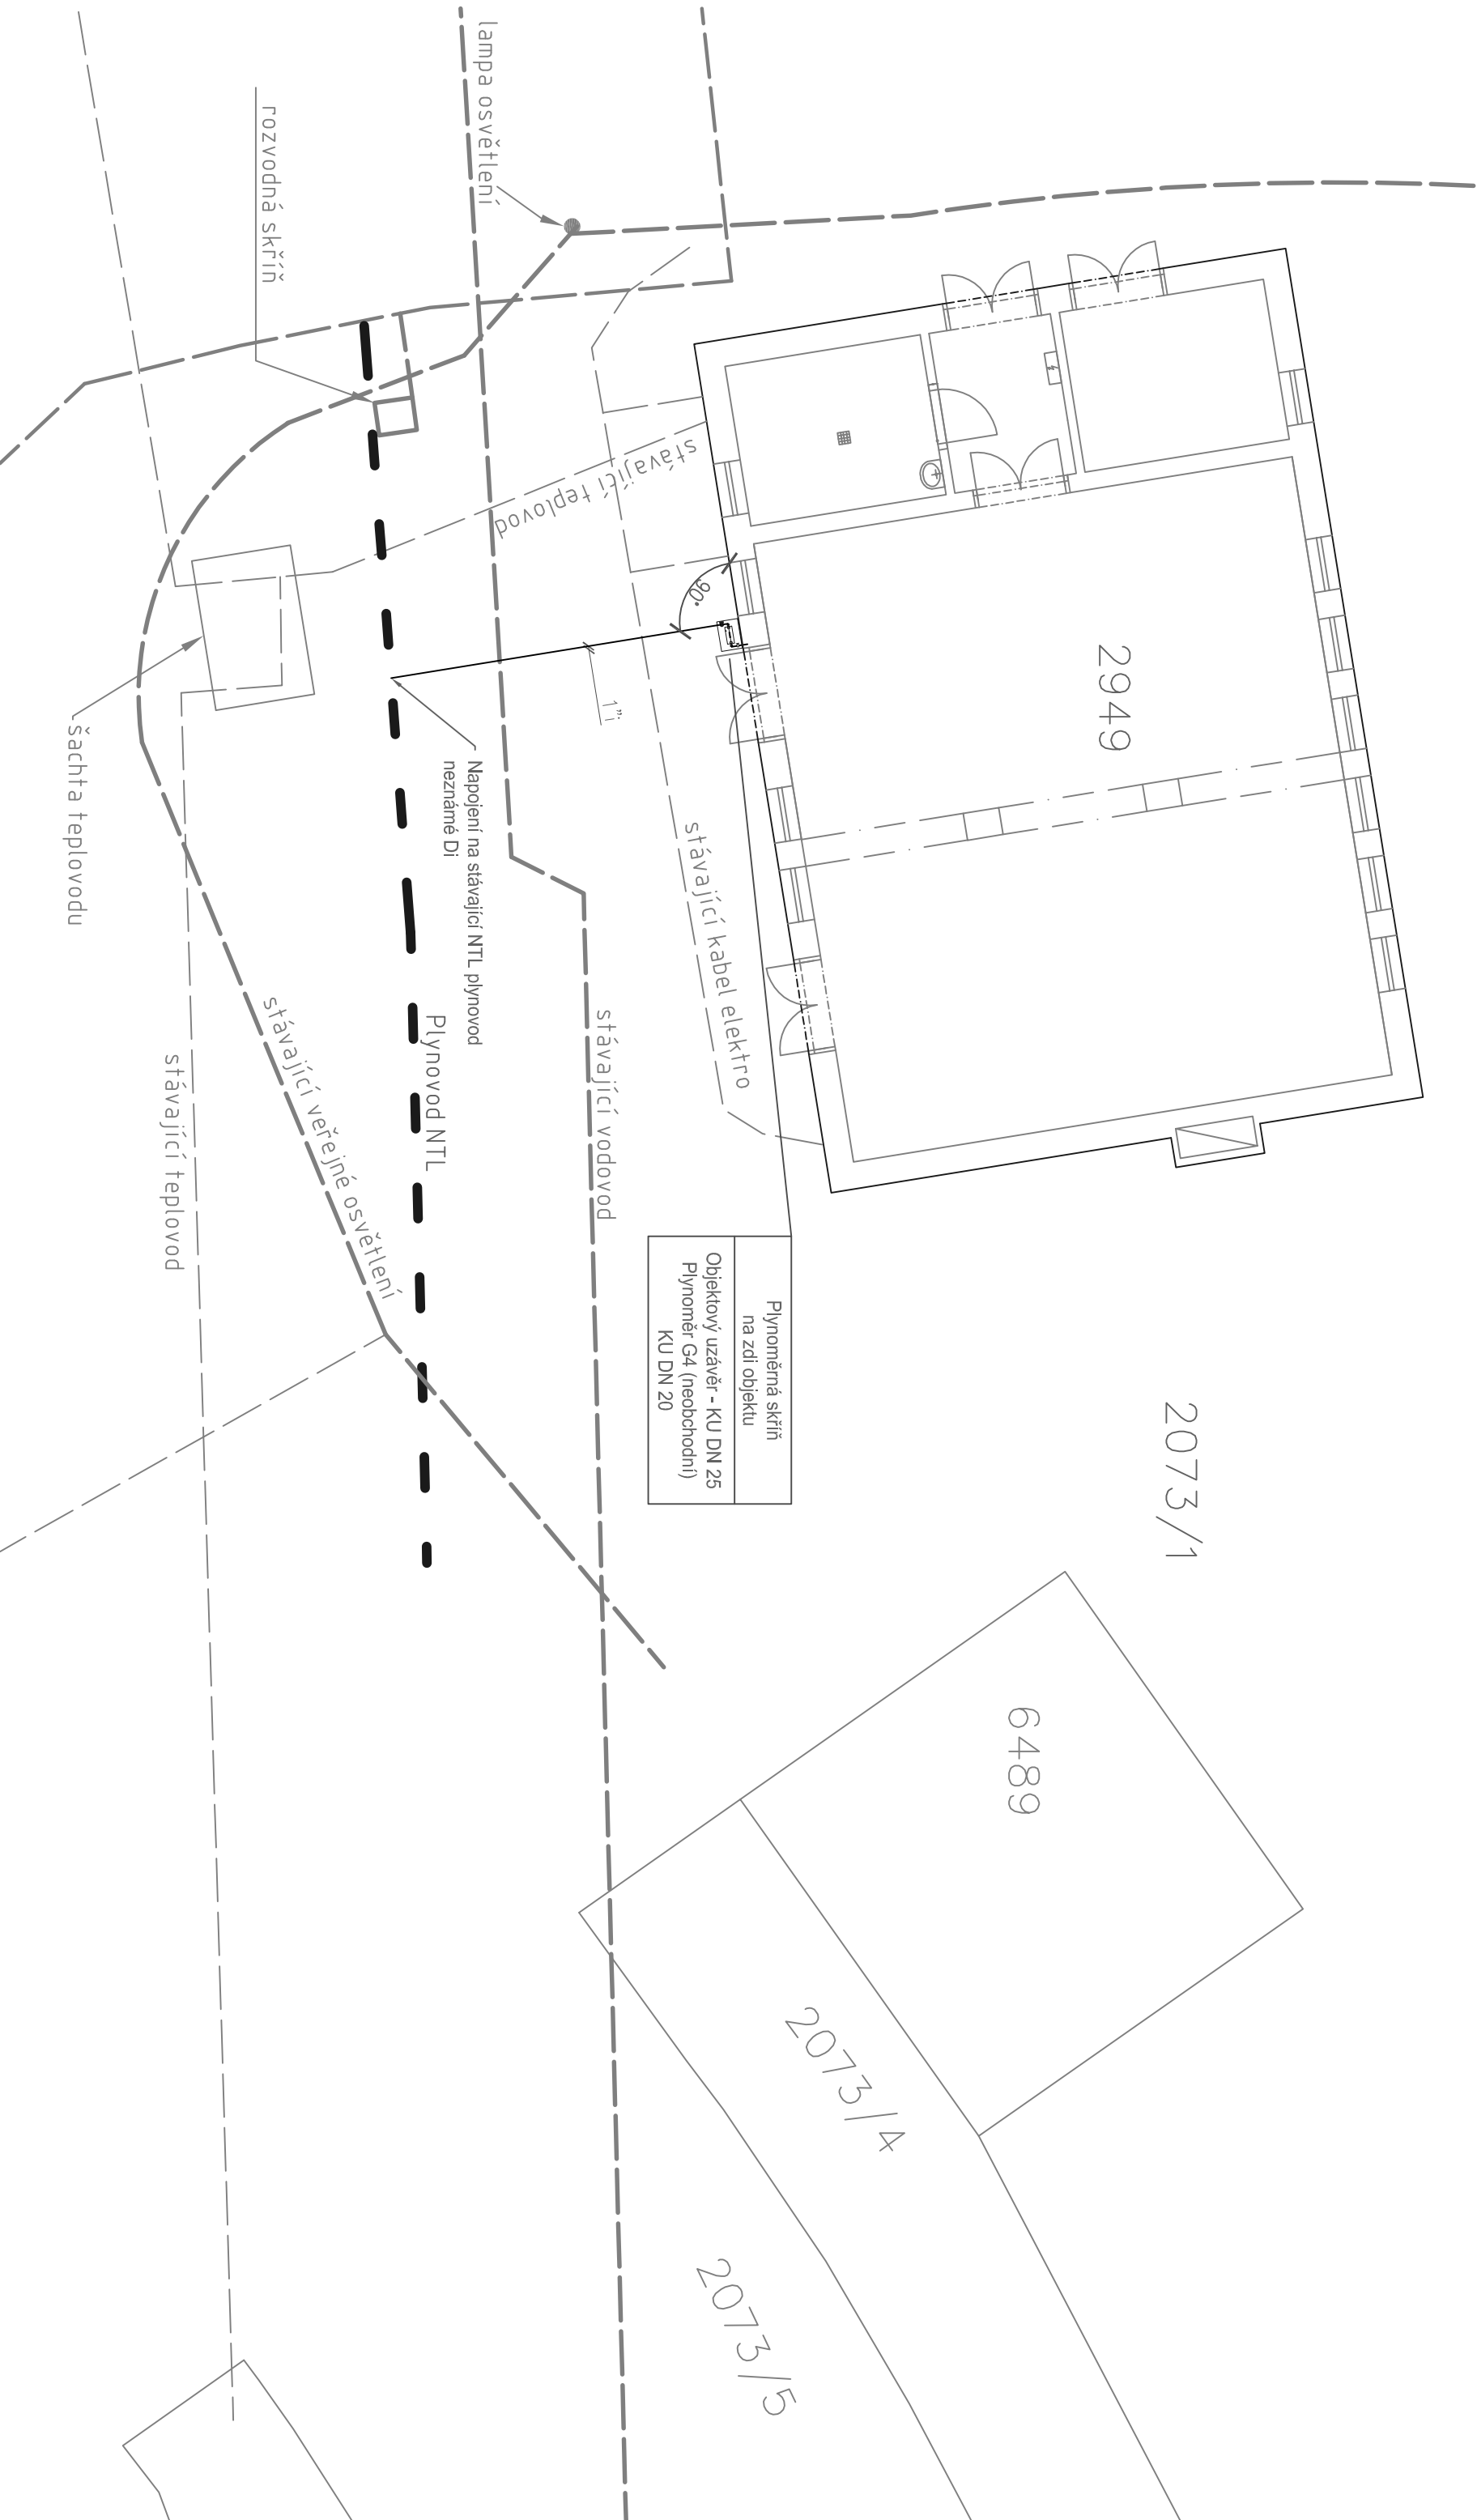 lampa osvětlení
rozvodná skříň
stávající teplovod
90°
2949
1"i
Napojení na stávající NTL plynovod
neznámé Di
šachta teplovodu
stávající kabel elektro
stávající veřejné osvětlení
stávající teplovod
Plynovod NTL
stávající vodovod
Plynoměrná skříň
na zdi objektu
Objektový uzávěr - KU DN 25
Plynoměr G4 (neobchodní)
KU DN 20
2073/1
6489
2073/4
2073/5